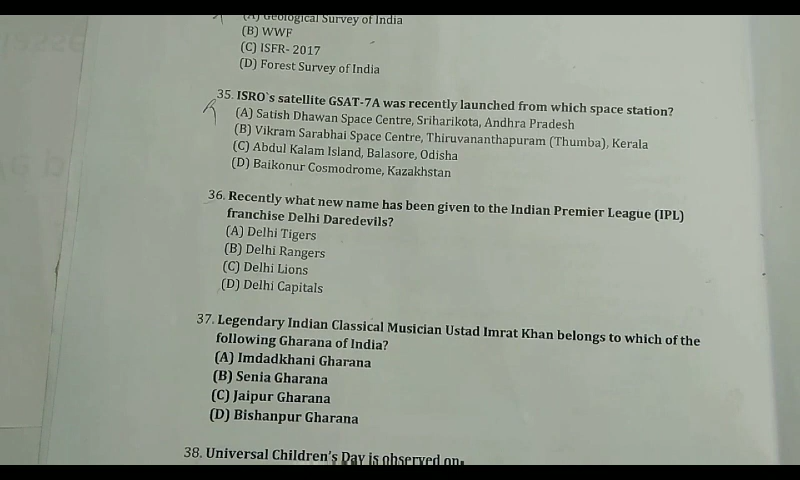 (A) Geological Survey of India
(B) WWF
(C) ISFR- 2017
(D) Forest Survey of India
35. ISRO`s satellite GSAT-7A was recently launched from which space station?
(A) Satish Dhawan Space Centre, Sriharikota, Andhra Pradesh
(B) Vikram Sarabhai Space Centre, Thiruvananthapuram (Thumba), Kerala
(C) Abdul Kalam Island, Balasore, Odisha
(D) Baikonur Cosmodrome, Kazakhstan
36. Recently what new name has been given to the Indian Premier League (IPL)
franchise Delhi Daredevils?
(A) Delhi Tigers
(B) Delhi Rangers
(C) Delhi Lions
(D) Delhi Capitals
37. Legendary Indian Classical Musician Ustad Imrat Khan belongs to which of the
following Gharana of India?
(A) Imdadkhani Gharana
(B) Senia Gharana
(C) Jaipur Gharana
(D) Bishanpur Gharana
38. Universal Children's Day is observed on